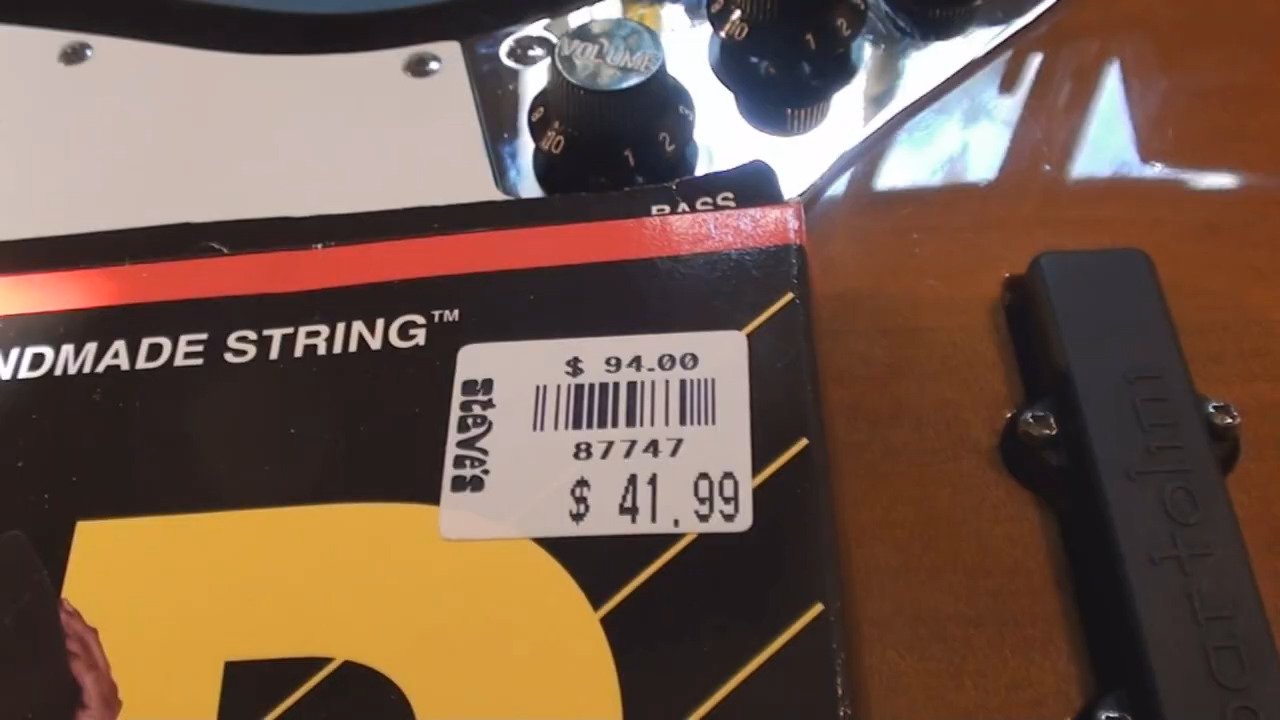 VOLUME
10
1
2
10
1
2
BASS
NDMADE STRING™
$ 94.00
steve's
87747
$ 41.99